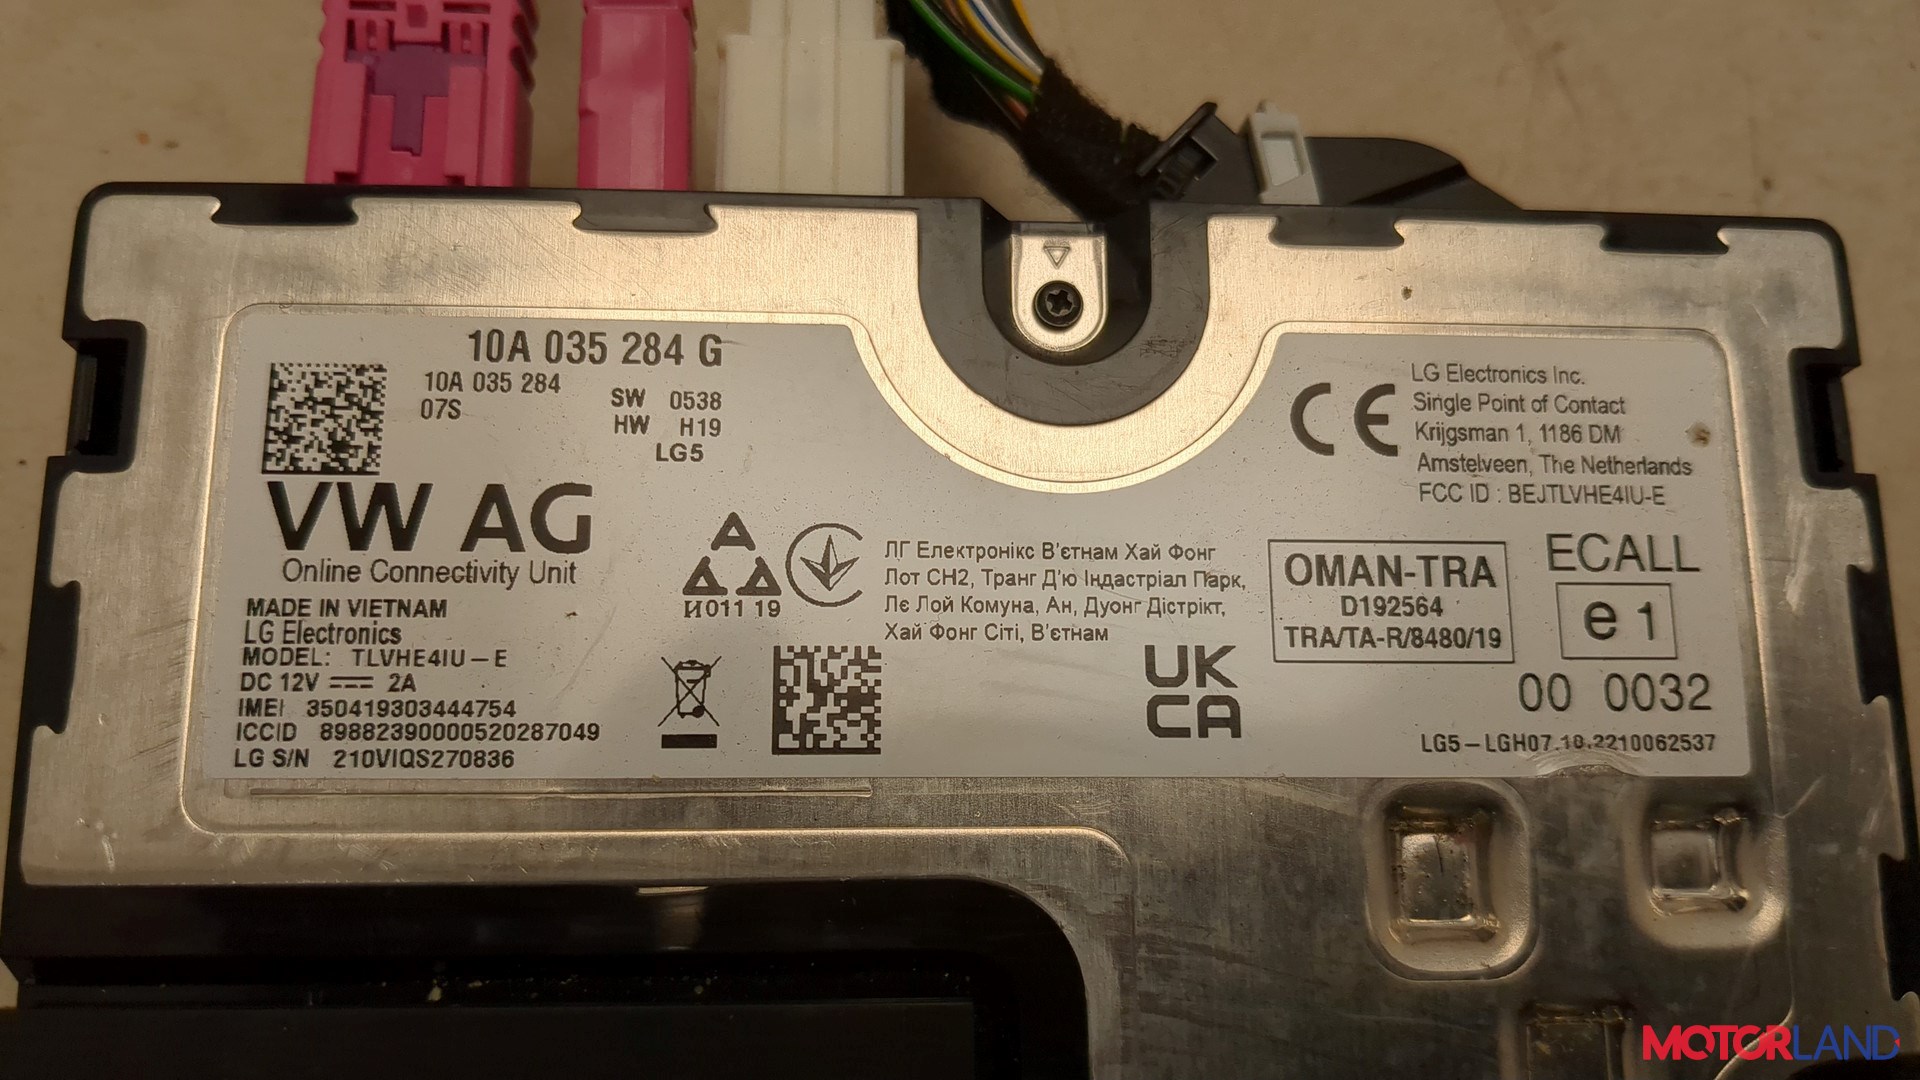 10A 035 284 G
10A 035 284
07S
SW 0538
HW H19
LG5
VW AG
Online Connectivity Unit
MADE IN VIETNAM
LG Electronics
MODEL: TLVHE4IU-E
DC 12V 2A
IMEI 350419303444754
ICCID 89882390000520287049
LG S/N 210VIQS270836
И011 19
ЛГ Електронікс В'єтнам Хай Фонг
Лот СН2, Транг Д'ю Індастріал Парк,
Лє Лой Комуна, Ан, Дуонг Дістрікт,
Хай Фонг Сіті, В'єтнам
UK
CA
CE
LG Electronics Inc.
Single Point of Contact
Krijgsman 1, 1186 DM
Amstelveen, The Netherlands
FCC ID : BEJTLVHE4IU-E
OMAN-TRA
D192564
TRA/TA-R/8480/19
ECALL
e 1
00 0032
LG5-LGH07.10.2210062537
MOTORLAND